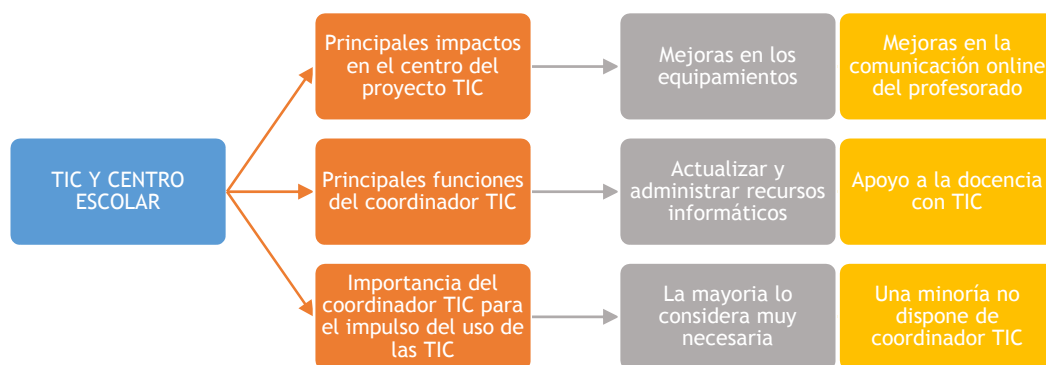 Principales impactos
en el centro del
proyecto TIC
Mejoras en los
equipamientos
Mejoras en la
comunicación online
del profesorado
TIC Y CENTRO
ESCOLAR
Principales funciones
del coordinador TIC
Actualizar y
administrar recursos
informáticos
Apoyo a la docencia
con TIC
Importancia del
coordinador TIC para
el impulso del uso de
las TIC
La mayoria lo
considera muy
necesaria
Una minoría no
dispone de
coordinador TIC